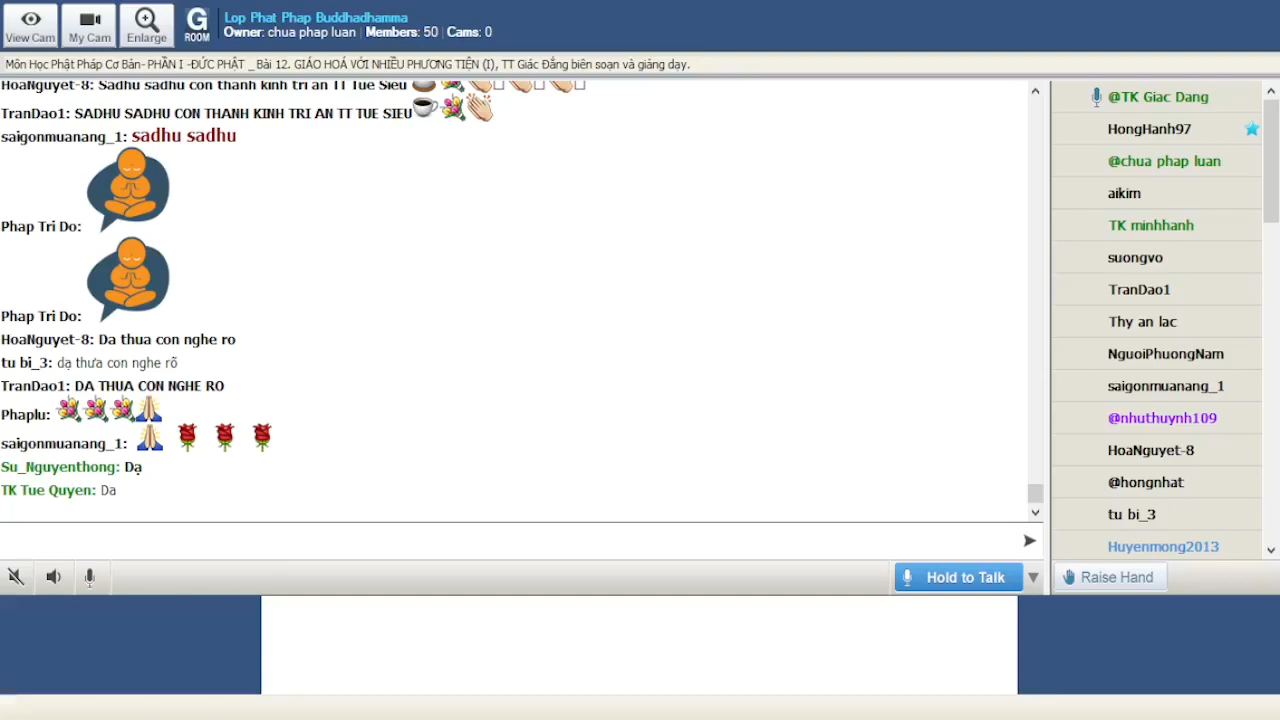 View Cam
My Cam
Enlarge
G
ROOM
Lop Phat Phap Buddhadhamma
Owner: chua phap luan | Members: 50 | Cams: 0
Môn Học Phật Pháp Cơ Bản- PHẦN I -ĐỨC PHẬT _ Bài 12. GIÁO HOÁ VỚI NHIỀU PHƯƠNG TIỆN (I), TT Giác Đẳng biên soạn và giảng dạy.
HoaNguyet-8: Sadhu sadhu con thanh kinh tri an TT Tue Sieu
TranDao1: SADHU SADHU CON THANH KINH TRI AN TT TUE SIEU
saigonmuanang_1: sadhu sadhu
Phap Tri Do:
Phap Tri Do:
HoaNguyet-8: Da thua con nghe ro
tu bi_3: dạ thưa con nghe rõ
TranDao1: DA THUA CON NGHE RO
Phaplu:
saigonmuanang_1:
Su_Nguyenthong: Dạ
TK Tue Quyen: Da
Hold to Talk
@TK Giac Dang
HongHanh97
@chua phap luan
aikim
TK minhhanh
suongvo
TranDao1
Thy an lac
NguoiPhuongNam
saigonmuanang_1
@nhuthuynh109
HoaNguyet-8
@hongnhat
tu bi_3
Huyenmong2013
Raise Hand